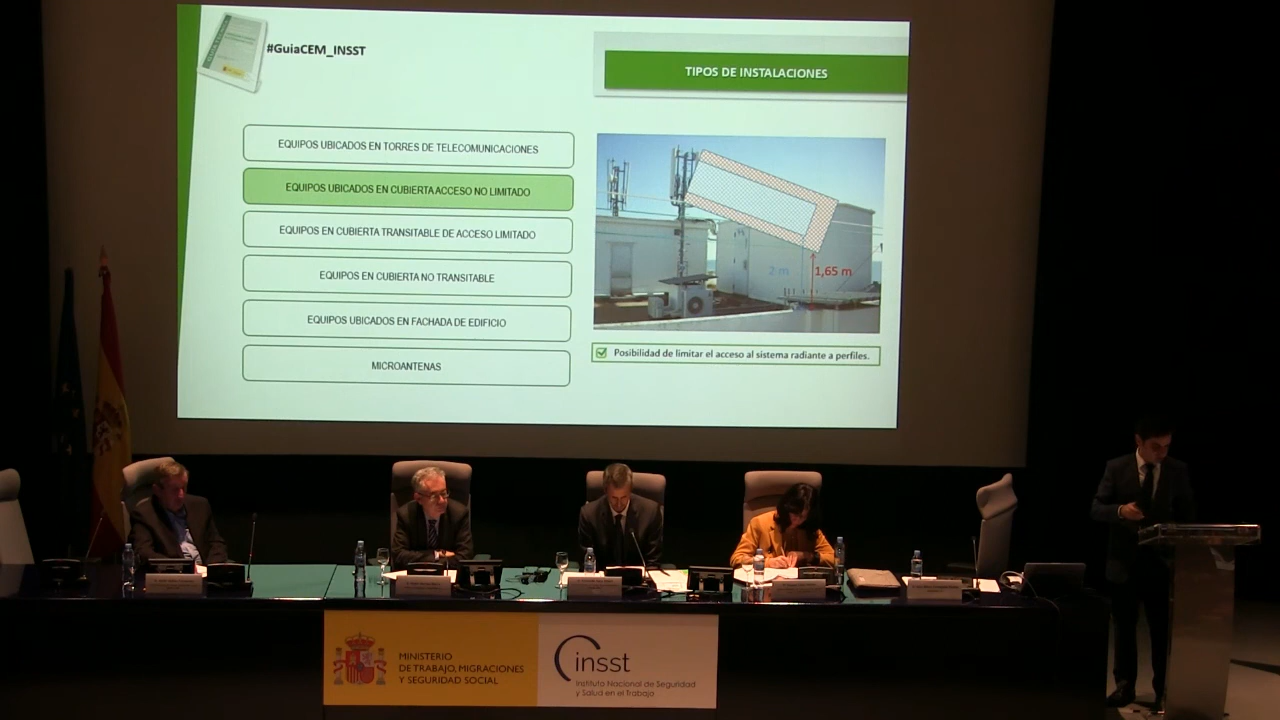 #GuiaCEM_INSST
TIPOS DE INSTALACIONES
EQUIPOS UBICADOS EN TORRES DE TELECOMUNICACIONES
EQUIPOS UBICADOS EN CUBIERTA ACCESO NO LIMITADO
EQUIPOS EN CUBIERTA TRANSITABLE DE ACCESO LIMITADO
EQUIPOS EN CUBIERTA NO TRANSITABLE
EQUIPOS UBICADOS EN FACHADA DE EDIFICIO
MICROANTENAS
2 m
1,65 m
Posibilidad de limitar el acceso al sistema radiante a perfiles.
MINISTERIO
DE TRABAJO, MIGRACIONES
Y SEGURIDAD SOCIAL
insst
Instituto Nacional de Seguridad
y Salud en el Trabajo